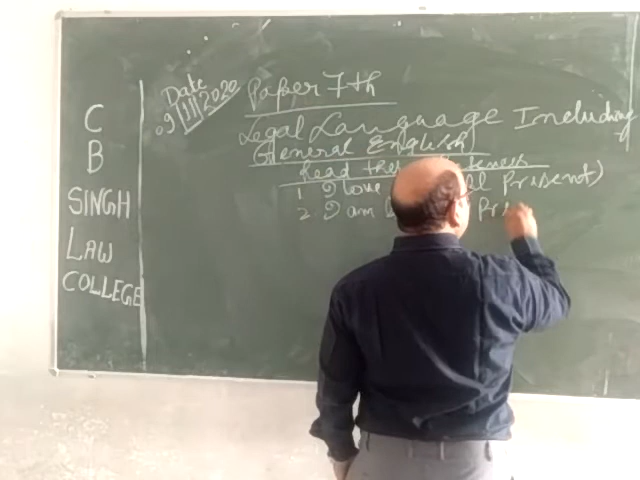 C
B
SINGH
LAW
COLLEGE
Date
09/11/2020
Paper 7th
Legal Language Including
(General English)
Read the
1 I love Present)
2 I am